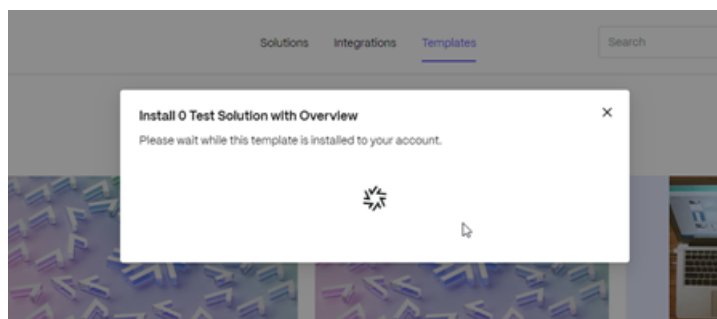 Solutions Integrations Templates Search
Install 0 Test Solution with Overview
Please wait while this template is installed to your account.